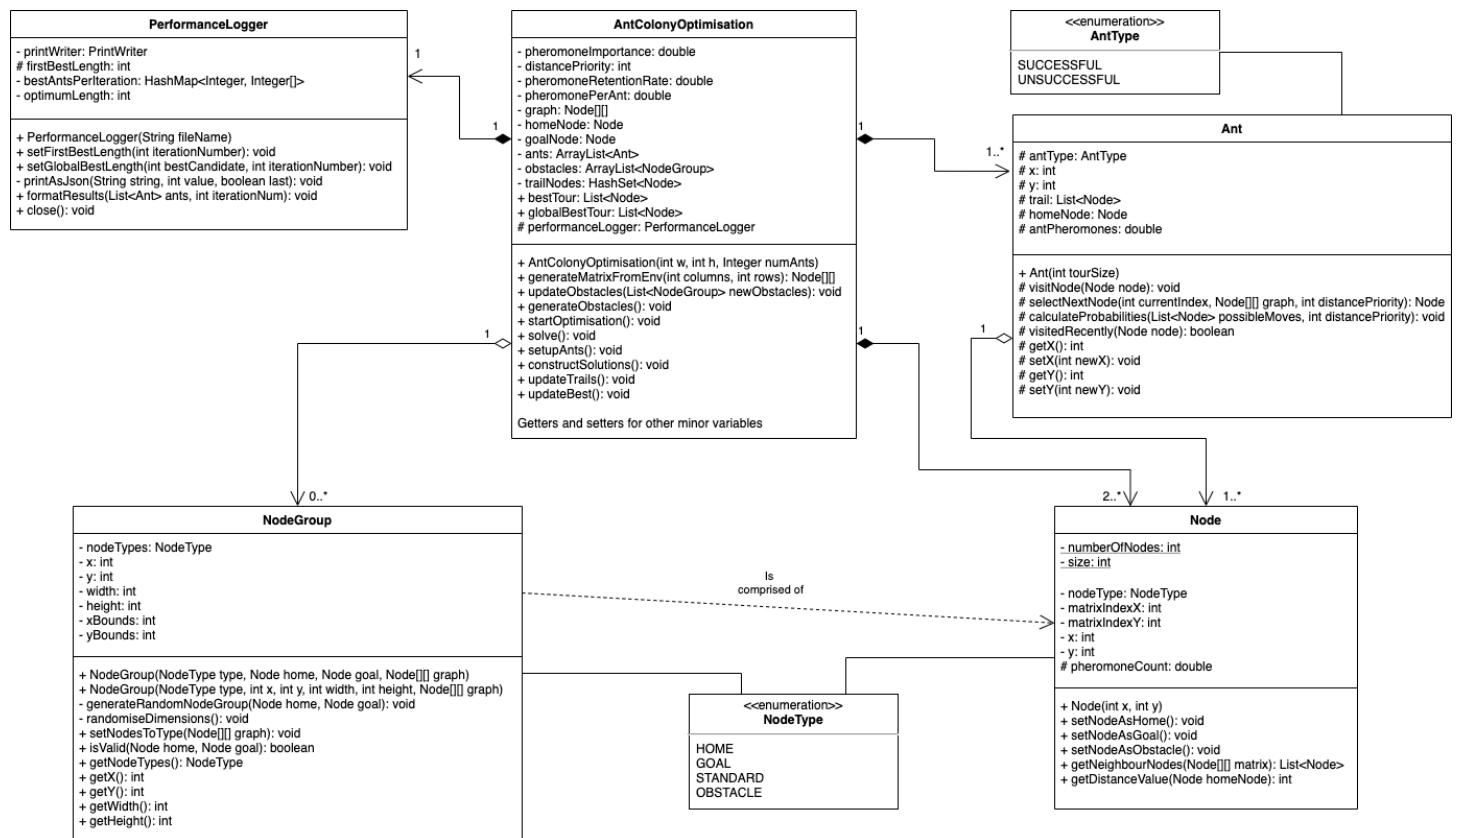 PerformanceLogger
- printWriter: PrintWriter
# firstBestLength: int
- bestAntsPerIteration: HashMap<Integer, Integer[]>
- optimumLength: int
+ PerformanceLogger(String fileName)
+ setFirstBestLength(int iterationNumber): void
+ setGlobalBestLength(int bestCandidate, int iterationNumber): void
- printAsJson(String string, int value, boolean last): void
+ formatResults(List<Ant> ants, int iterationNum): void
+ close(): void
1
1
AntColonyOptimisation
- pheromoneImportance: double
- distancePriority: int
- pheromoneRetentionRate: double
- pheromonePerAnt: double
- graph: Node[][]
- homeNode: Node
- goalNode: Node
- ants: ArrayList<Ant>
- obstacles: ArrayList<NodeGroup>
- trailNodes: HashSet<Node>
+ bestTour: List<Node>
+ globalBestTour: List<Node>
# performanceLogger: PerformanceLogger
+ AntColonyOptimisation(int w, int h, Integer numAnts)
+ generateMatrixFromEnv(int columns, int rows): Node[][]
+ updateObstacles(List<NodeGroup> newObstacles): void
+ generateObstacles(): void
+ startOptimisation(): void
+ solve(): void
+ setupAnts(): void
+ constructSolutions(): void
+ updateTrails(): void
+ updateBest(): void
Getters and setters for other minor variables
1
1..*
1
1
<<enumeration>>
AntType
SUCCESSFUL
UNSUCCESSFUL
Ant
# antType: AntType
# x: int
# y: int
# trail: List<Node>
# homeNode: Node
# antPheromones: double
+ Ant(int tourSize)
# visitNode(Node node): void
# selectNextNode(int currentIndex, Node[][] graph, int distancePriority): Node
# calculateProbabilities(List<Node> possibleMoves, int distancePriority): void
# visitedRecently(Node node): boolean
# getX(): int
# setX(int newX): void
# getY(): int
# setY(int newY): void
1
0..*
2..*
1..*
NodeGroup
- nodeTypes: NodeType
- x: int
- y: int
- width: int
- height: int
- xBounds: int
- yBounds: int
+ NodeGroup(NodeType type, Node home, Node goal, Node[][] graph)
+ NodeGroup(NodeType type, int x, int y, int width, int height, Node[][] graph)
- generateRandomNodeGroup(Node home, Node goal): void
- randomiseDimensions(): void
+ setNodesToType(Node[][] graph): void
+ isValid(Node home, Node goal): boolean
+ getNodeTypes(): NodeType
+ getX(): int
+ getY(): int
+ getWidth(): int
+ getHeight(): int
Is
comprised of
<<enumeration>>
NodeType
HOME
GOAL
STANDARD
OBSTACLE
Node
- numberOfNodes: int
- size: int
- nodeType: NodeType
- matrixIndexX: int
- matrixIndexY: int
- x: int
- y: int
# pheromoneCount: double
+ Node(int x, int y)
+ setNodeAsHome(): void
+ setNodeAsGoal(): void
+ setNodeAsObstacle(): void
+ getNeighbourNodes(Node[][] matrix): List<Node>
+ getDistanceValue(Node homeNode): int